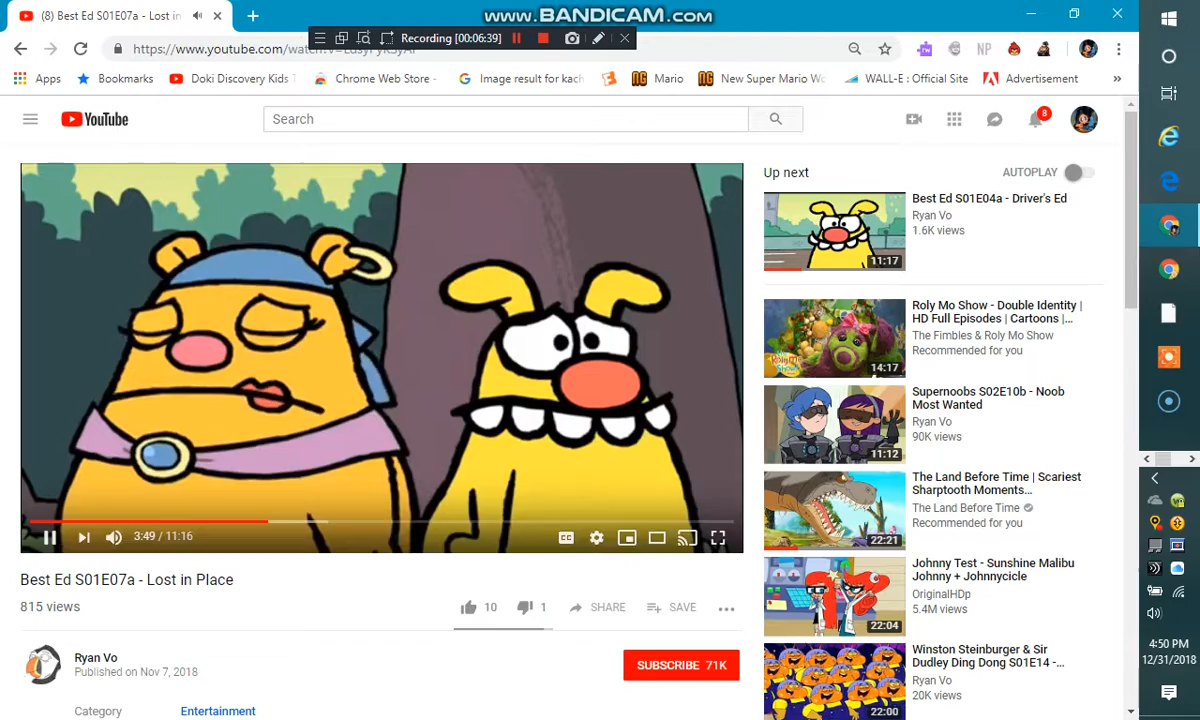 (8) Best Ed S01E07a - Lost in
www.BANDICAM.com
Recording [00:06:39]
https://www.youtube.com/
Apps
Bookmarks
Doki Discovery Kids
Chrome Web Store -
Image result for kach
Mario
New Super Mario Wo
WALL-E : Official Site
Advertisement
»
YouTube
Search
8
Up next
AUTOPLAY
Best Ed S01E04a - Driver's Ed
Ryan Vo
1.6K views
11:17
Roly Mo Show - Double Identity |
HD Full Episodes | Cartoons |...
The Fimbles & Roly Mo Show
Recommended for you
14:17
Supernoobs S02E10b - Noob
Most Wanted
Ryan Vo
90K views
11:12
The Land Before Time | Scariest
Sharptooth Moments...
The Land Before Time
Recommended for you
22:21
Johnny Test - Sunshine Malibu
Johnny + Johnnycicle
OriginalHDp
5.4M views
22:04
Winston Steinburger & Sir
Dudley Ding Dong S01E14 -...
Ryan Vo
20K views
22:00
3:49 / 11:16
CC
Best Ed S01E07a - Lost in Place
815 views
10
1
SHARE
SAVE
Ryan Vo
Published on Nov 7, 2018
SUBSCRIBE 71K
Category
Entertainment
NP
4:50 PM
12/31/2018